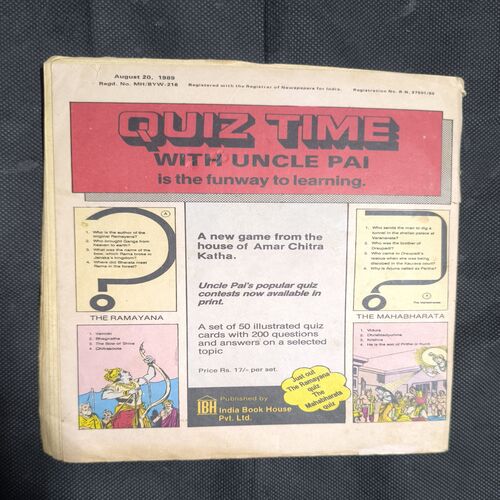 August 20, 1989
Regd. No. MH/BYW-216
Registered with the Registrar of Newspapers for India.
Registration No. R.N. 37501/80
QUIZ TIME
WITH UNCLE PAI
is the funway to learning.
A
1. Who is the author of the
original Ramayana?
2. Who brought Ganga from
heaven to earth?
3. What was the name of the
bow, which Rama broke in
Janaka's kingdom?
4. Where did Bharata meet
Rama in the forest?
THE RAMAYANA
1. Valmiki
2. Bhagiratha
3. The Bow of Shiva
4. Chitrakoota
A new game from the
house of Amar Chitra
Katha.
Uncle Pai's popular quiz
contests now available in
print.
A set of 50 illustrated quiz
cards with 200 questions
and answers on a selected
topic
Price Rs. 17/- per set.
Just out
The Ramayana
quiz
The
Mahabharata
quiz
IBH
Published by
India Book House
Pvt. Ltd.
1. Who sends the man to dig a
tunnel in the shellac palace of
Varanavata?
2. Who was the brother of
Draupadi?
3. Who came to Draupadi's
rescue when she was being
disrobed in the Kaurava court?
4. Why is Arjuna called as Partha?
The Mahabharata
THE MAHABHARATA
1. Vidura
2. Dhrishtadyumna
3. Krishna
4. He is the son of Pritha or Kunti